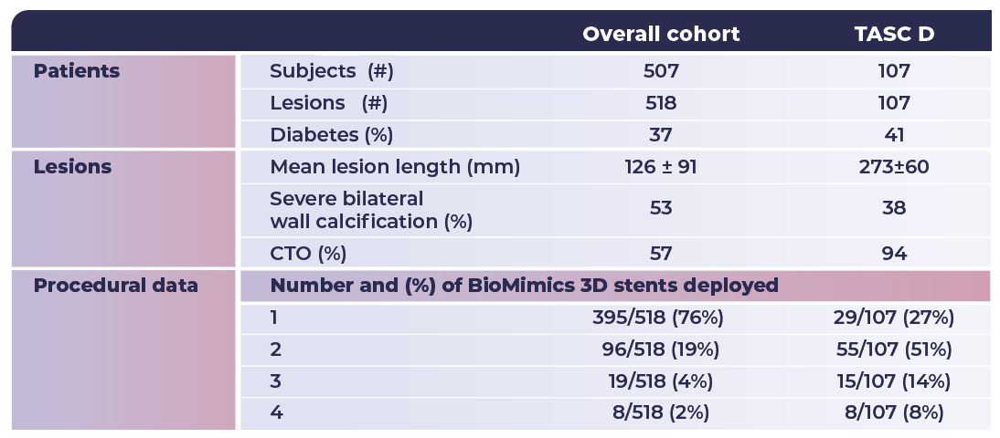 Overall cohort TASC D
Patients Subjects (#) 507 107
Lesions (#) 518 107
Diabetes (%) 37 41
Lesions Mean lesion length (mm) 126 ± 91 273±60
Severe bilateral
wall calcification (%) 53 38
CTO (%) 57 94
Procedural data Number and (%) of BioMimics 3D stents deployed
1 395/518 (76%) 29/107 (27%)
2 96/518 (19%) 55/107 (51%)
3 19/518 (4%) 15/107 (14%)
4 8/518 (2%) 8/107 (8%)